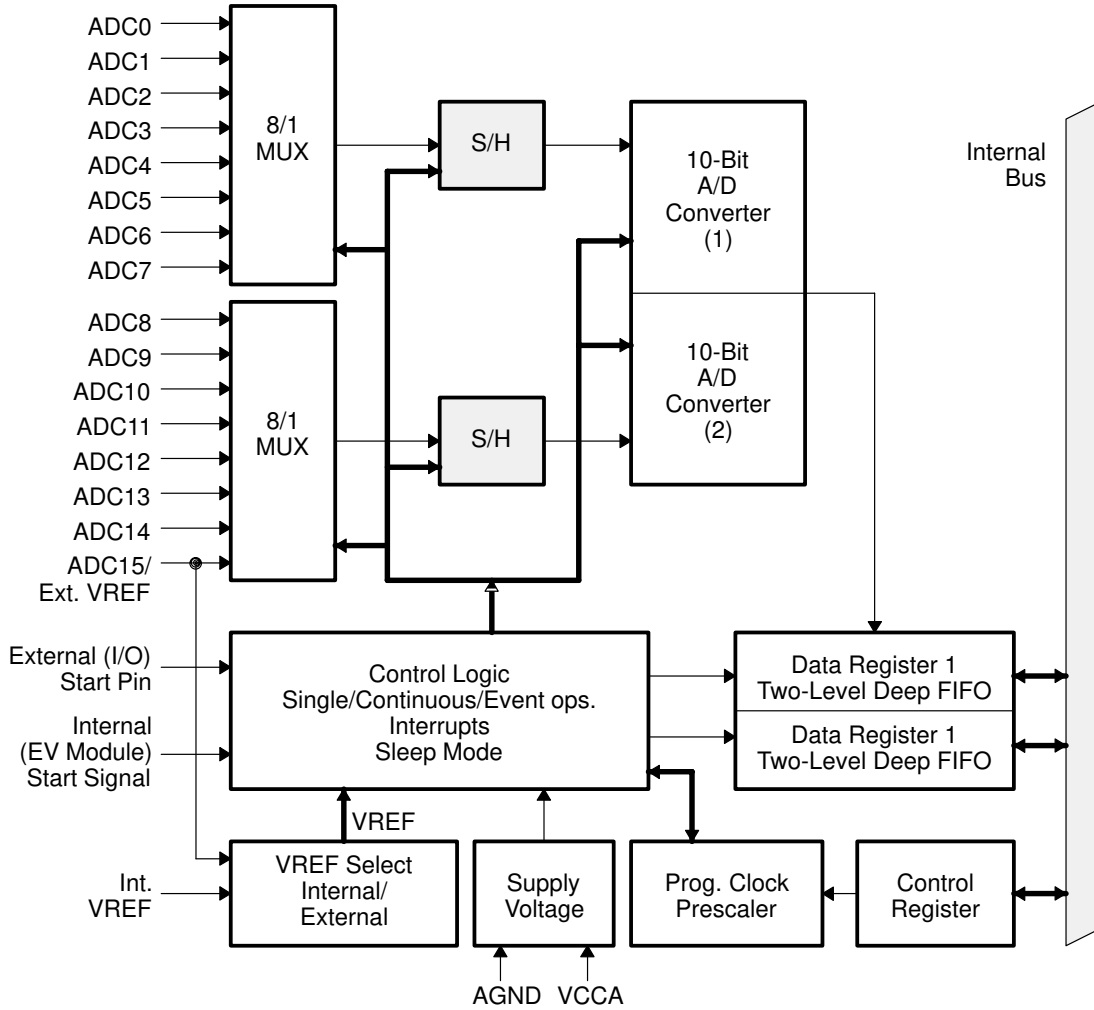 ADC0
ADC1
ADC2
ADC3
ADC4
ADC5
ADC6
ADC7
8/1
MUX
S/H
10-Bit
A/D
Converter
(1)
Internal
Bus
ADC8
ADC9
ADC10
ADC11
ADC12
ADC13
ADC14
ADC15/
Ext. VREF
8/1
MUX
S/H
10-Bit
A/D
Converter
(2)
External (I/O)
Start Pin
Internal
(EV Module)
Start Signal
Control Logic
Single/Continuous/Event ops.
Interrupts
Sleep Mode
Data Register 1
Two-Level Deep FIFO
Data Register 1
Two-Level Deep FIFO
VREF
Int.
VREF
VREF Select
Internal/
External
Supply
Voltage
Prog. Clock
Prescaler
Control
Register
AGND
VCCA